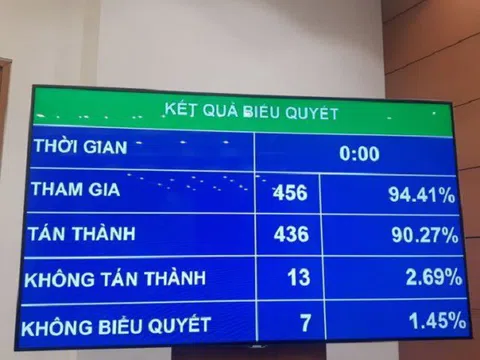 KẾT QUẢ BIỂU QUYẾT
THỜI GIAN 0:00
THAM GIA 456 94.41%
TÁN THÀNH 436 90.27%
KHÔNG TÁN THÀNH 13 2.69%
KHÔNG BIỂU QUYẾT 7 1.45%